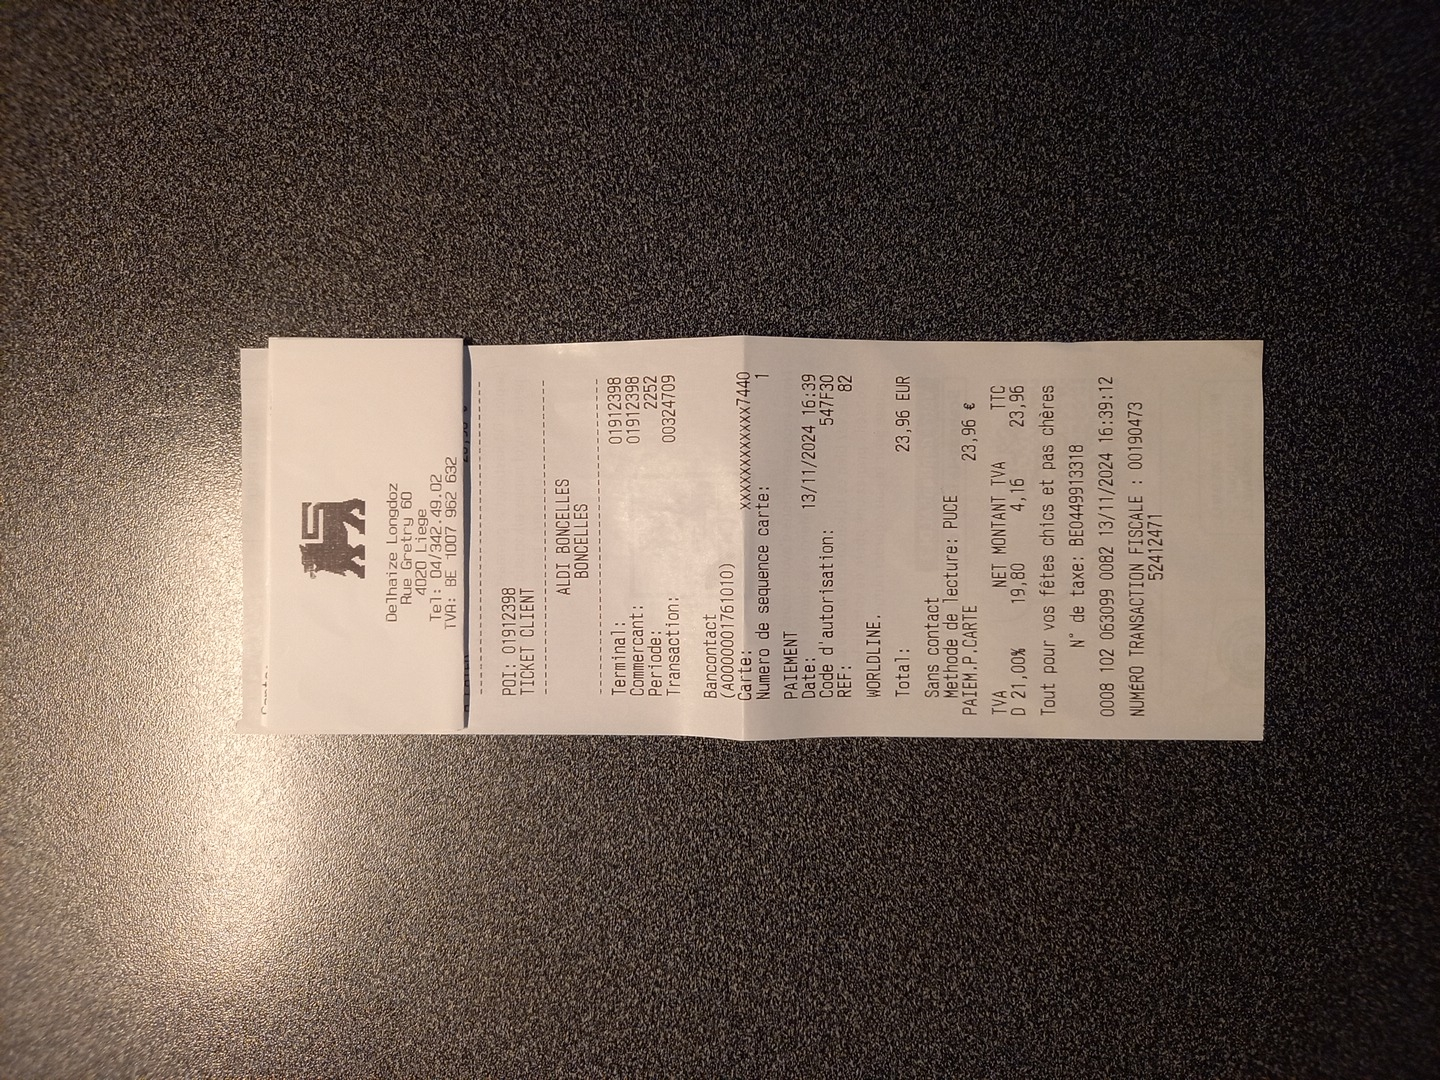 Delhaize Longdoz
Rue Gretry 60
4020 Liege
Tel: 04/342.49.02
TVA: BE 1007 962 632
POI: 01912398
TICKET CLIENT
ALDI BONCELLES
BONCELLES
Terminal: 01912398
Commercant: 01912398
Periode: 2252
Transaction: 00324709
Bancontact
(A0000001761010)
Carte: xxxxxxxxxxxxx7440
Numero de sequence carte: 1
PAIEMENT
Date: 13/11/2024 16:39
Code d'autorisation: 547F30
REF: 82
WORLDLINE.
Total: 23,96 EUR
Sans contact
Méthode de lecture: PUCE
PAIEM.P.CARTE 23,96 €
TVA NET MONTANT TVA TTC
D 21,00% 19,80 4,16 23,96
Tout pour vos fêtes chics et pas chères
N° de taxe: BE0449913318
0008 102 063099 0082 13/11/2024 16:39:12
NUMÉRO TRANSACTION FISCALE : 00190473
52412471